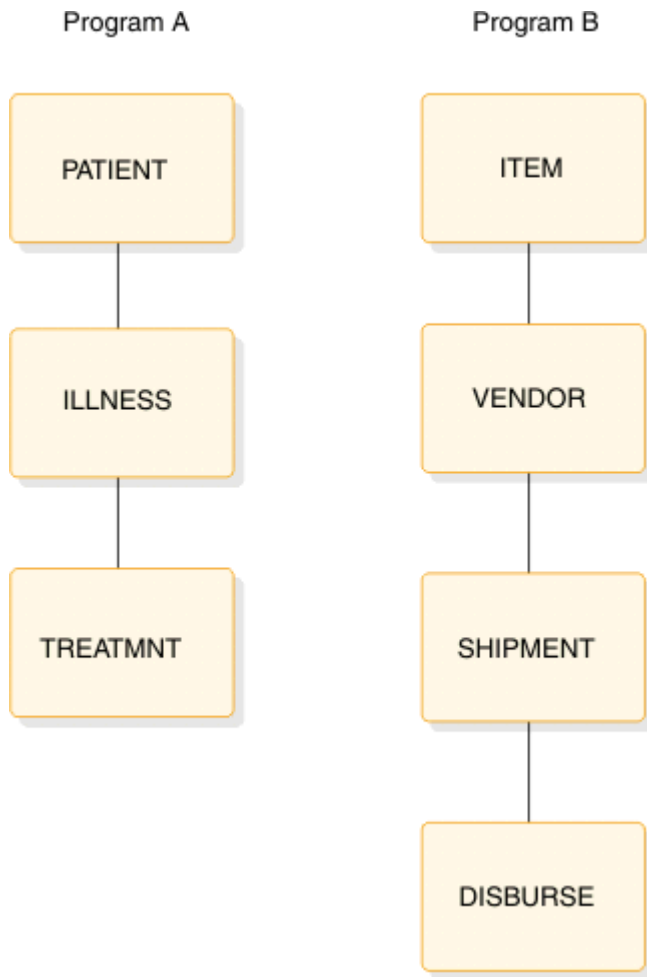 Program A
Program B
PATIENT
ITEM
ILLNESS
VENDOR
TREATMNT
SHIPMENT
DISBURSE